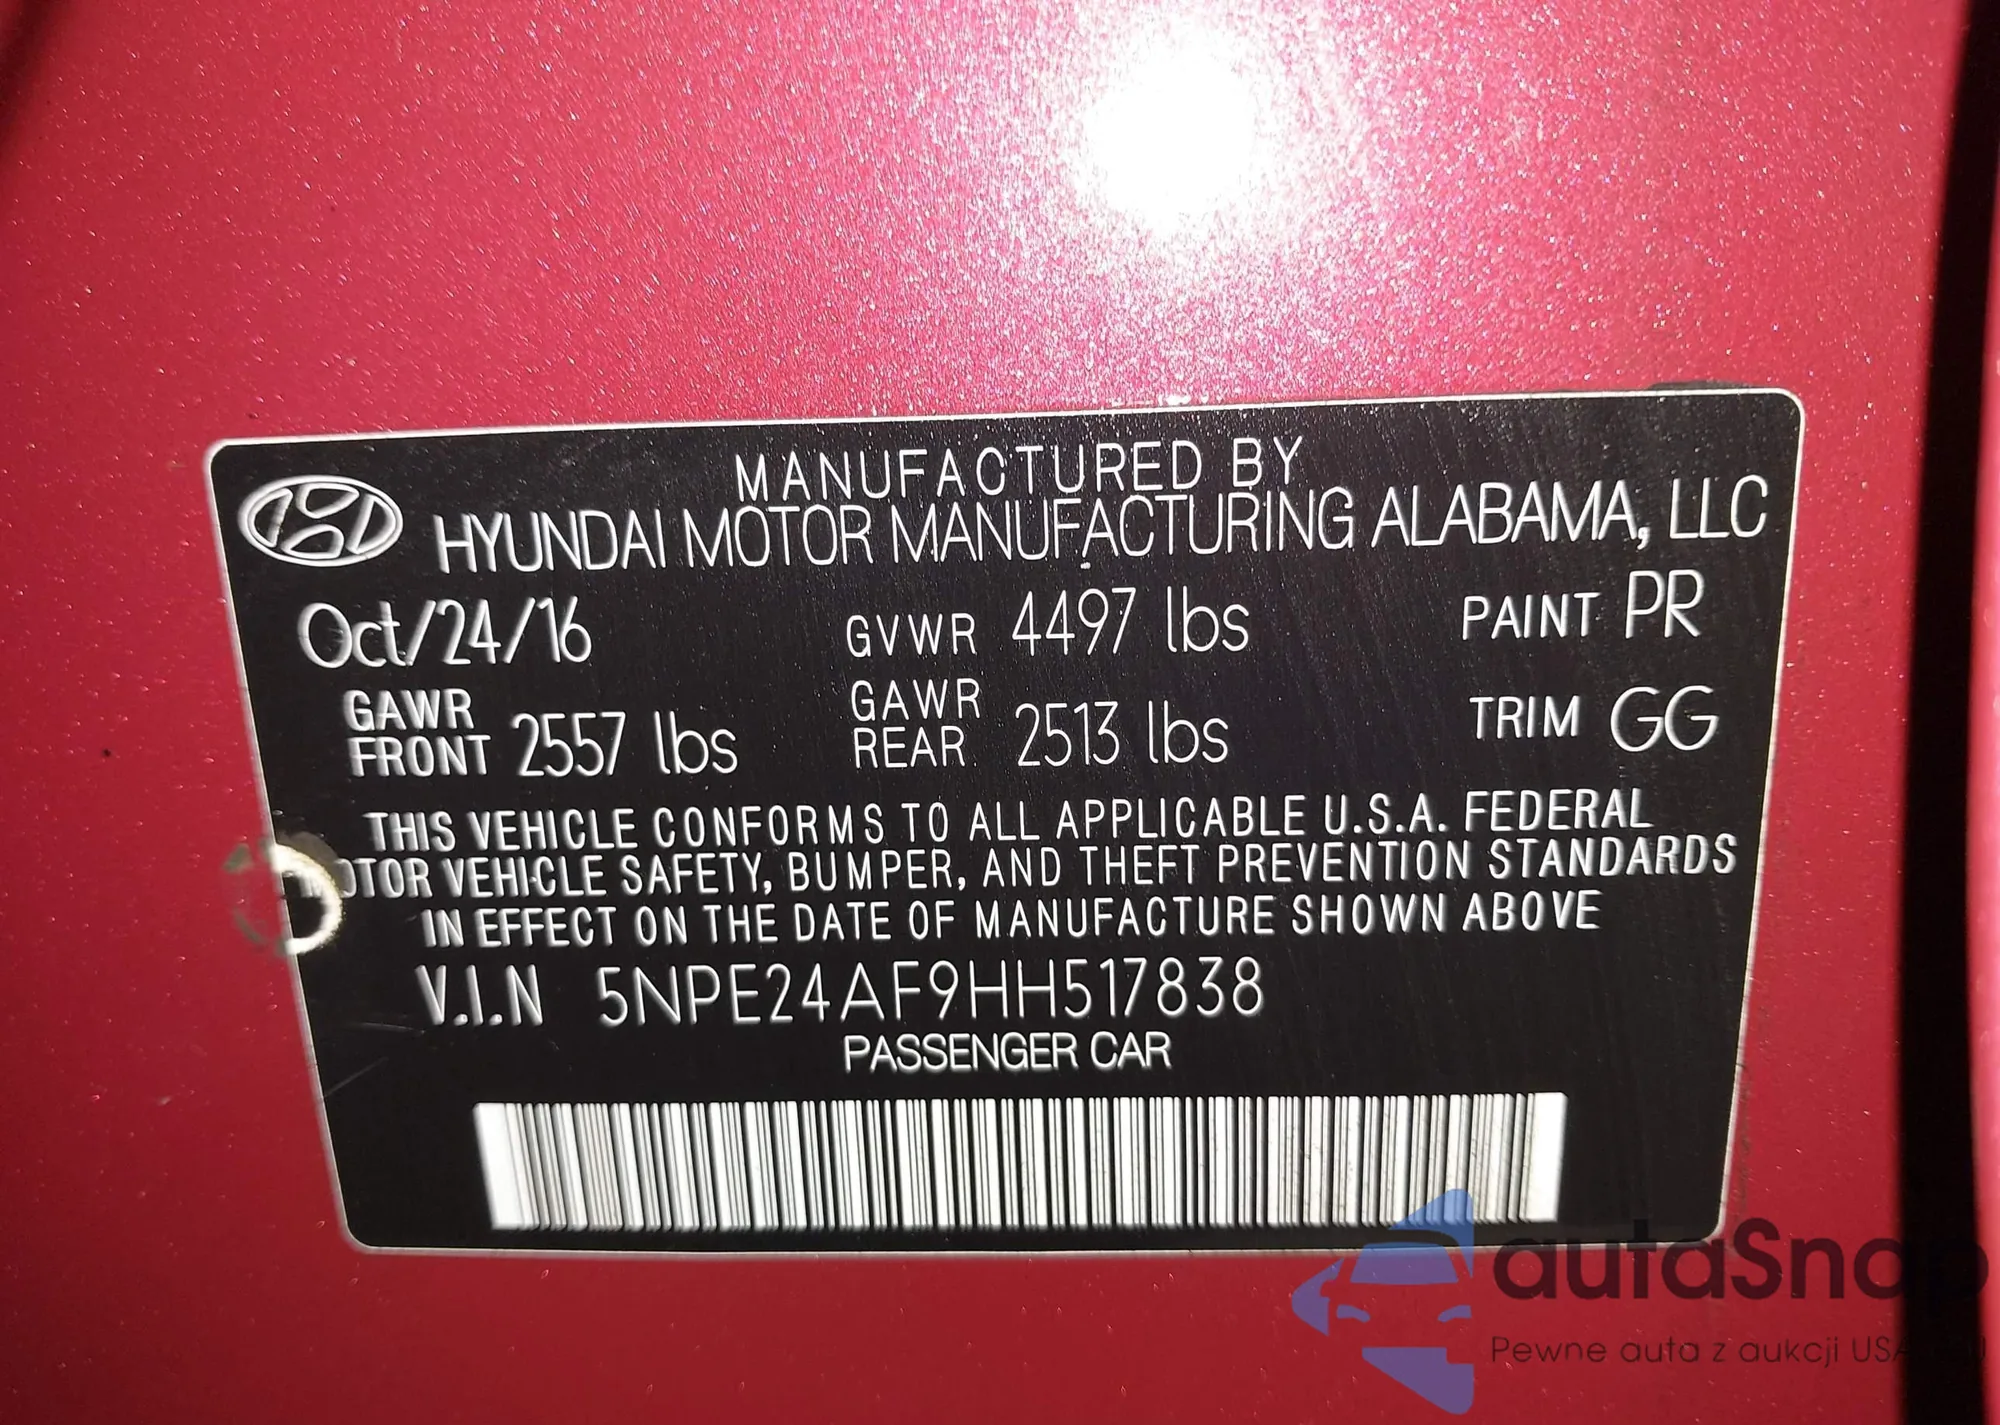 MANUFACTURED BY
HYUNDAI MOTOR MANUFACTURING ALABAMA, LLC
Oct/24/16 GVWR 4497 lbs PAINT PR
GAWR FRONT 2557 lbs GAWR REAR 2513 lbs TRIM GG
THIS VEHICLE CONFORMS TO ALL APPLICABLE U.S.A. FEDERAL
VEHICLE SAFETY, BUMPER, AND THEFT PREVENTION STANDARDS
IN EFFECT ON THE DATE OF MANUFACTURE SHOWN ABOVE
V.I.N 5NPE24AF9HH517838
PASSENGER CAR
autaSnap
Pewne auta z aukcji USA